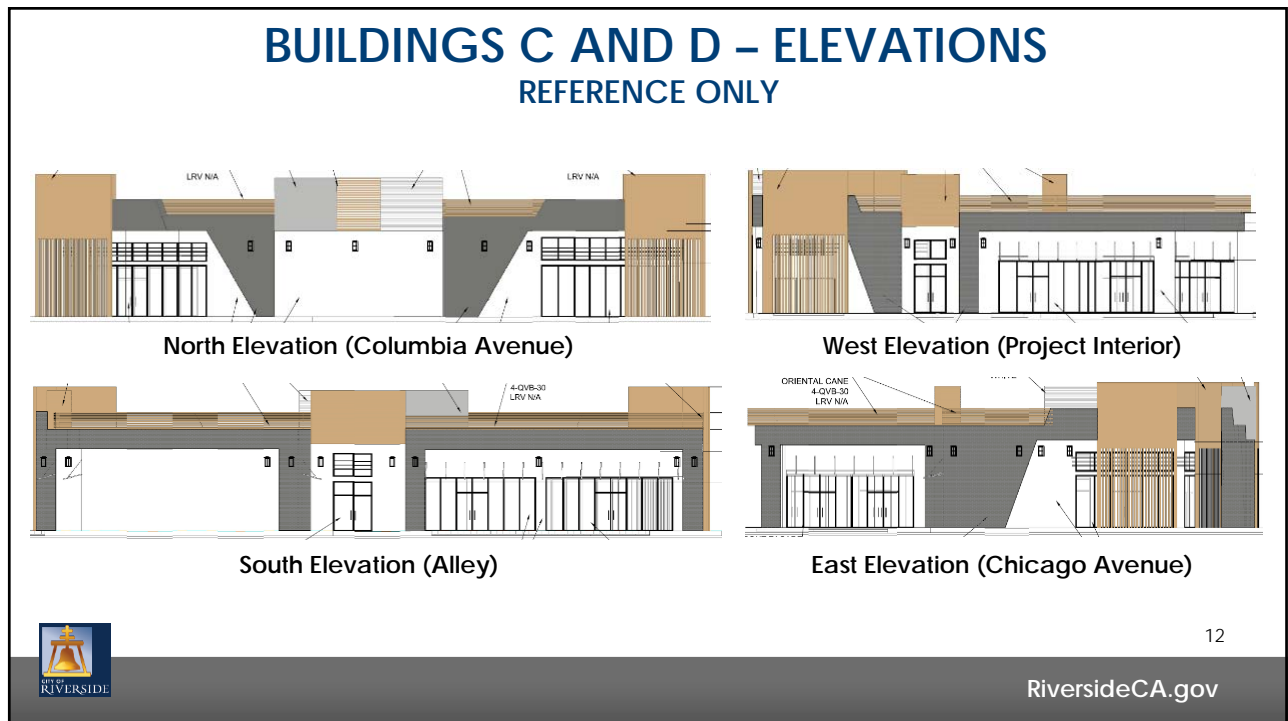 BUILDINGS C AND D – ELEVATIONS
REFERENCE ONLY
LRV N/A
LRV N/A
North Elevation (Columbia Avenue)
West Elevation (Project Interior)
4-QVB-30
LRV N/A
ORIENTAL CANE
4-QVB-30
LRV N/A
South Elevation (Alley)
East Elevation (Chicago Avenue)
12
CITY OF
RIVERSIDE
RiversideCA.gov